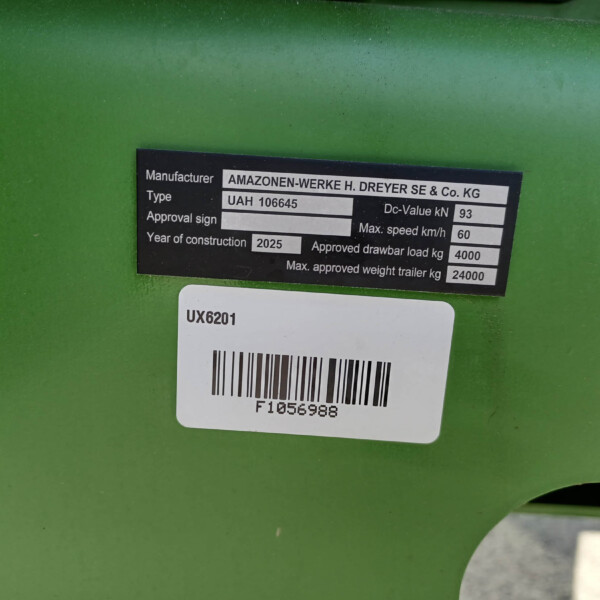 Manufacturer AMAZONEN-WERKE H. DREYER SE & Co. KG
Type UAH 106645 Dc-Value kN 93
Approval sign Max. speed km/h 60
Year of construction 2025 Approved drawbar load kg 4000
Max. approved weight trailer kg 24000
UX6201
F1056988